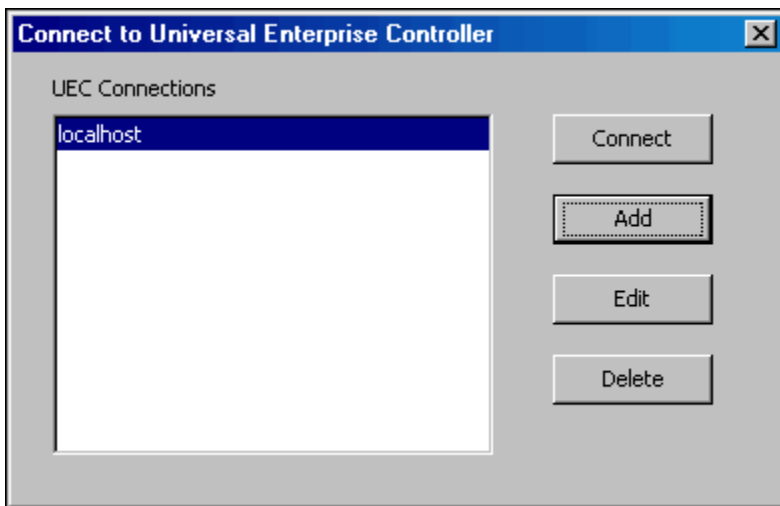 Connect to Universal Enterprise Controller
UEC Connections
localhost
Connect
Add
Edit
Delete